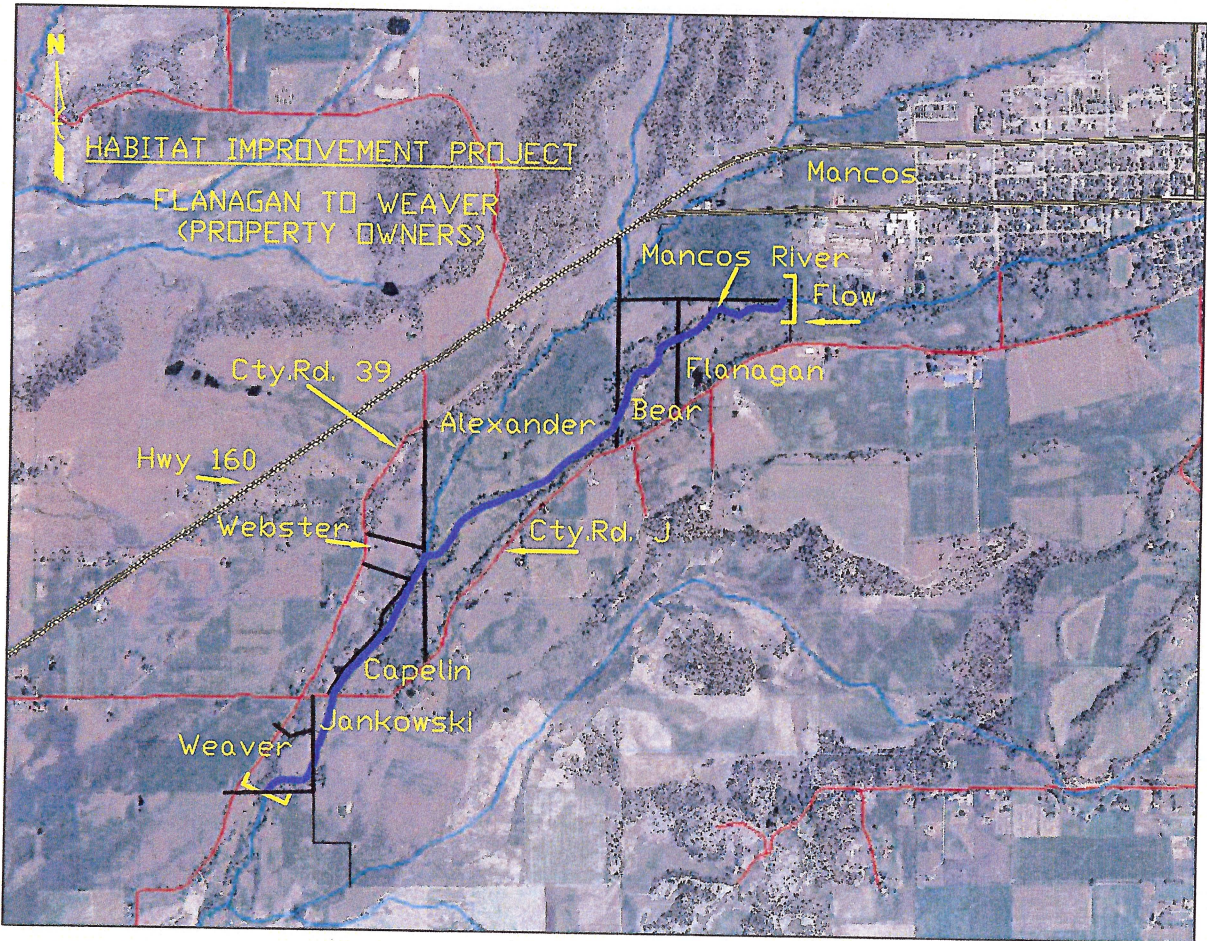 N
HABITAT IMPROVEMENT PROJECT
FLANAGAN TO WEAVER
(PROPERTY OWNERS)
Mancos
Mancos River
Flow
Cty.Rd. 39
Flanagan
Bear
Alexander
Hwy 160
Webster
Cty.Rd. J
Capelin
Jankowski
Weaver